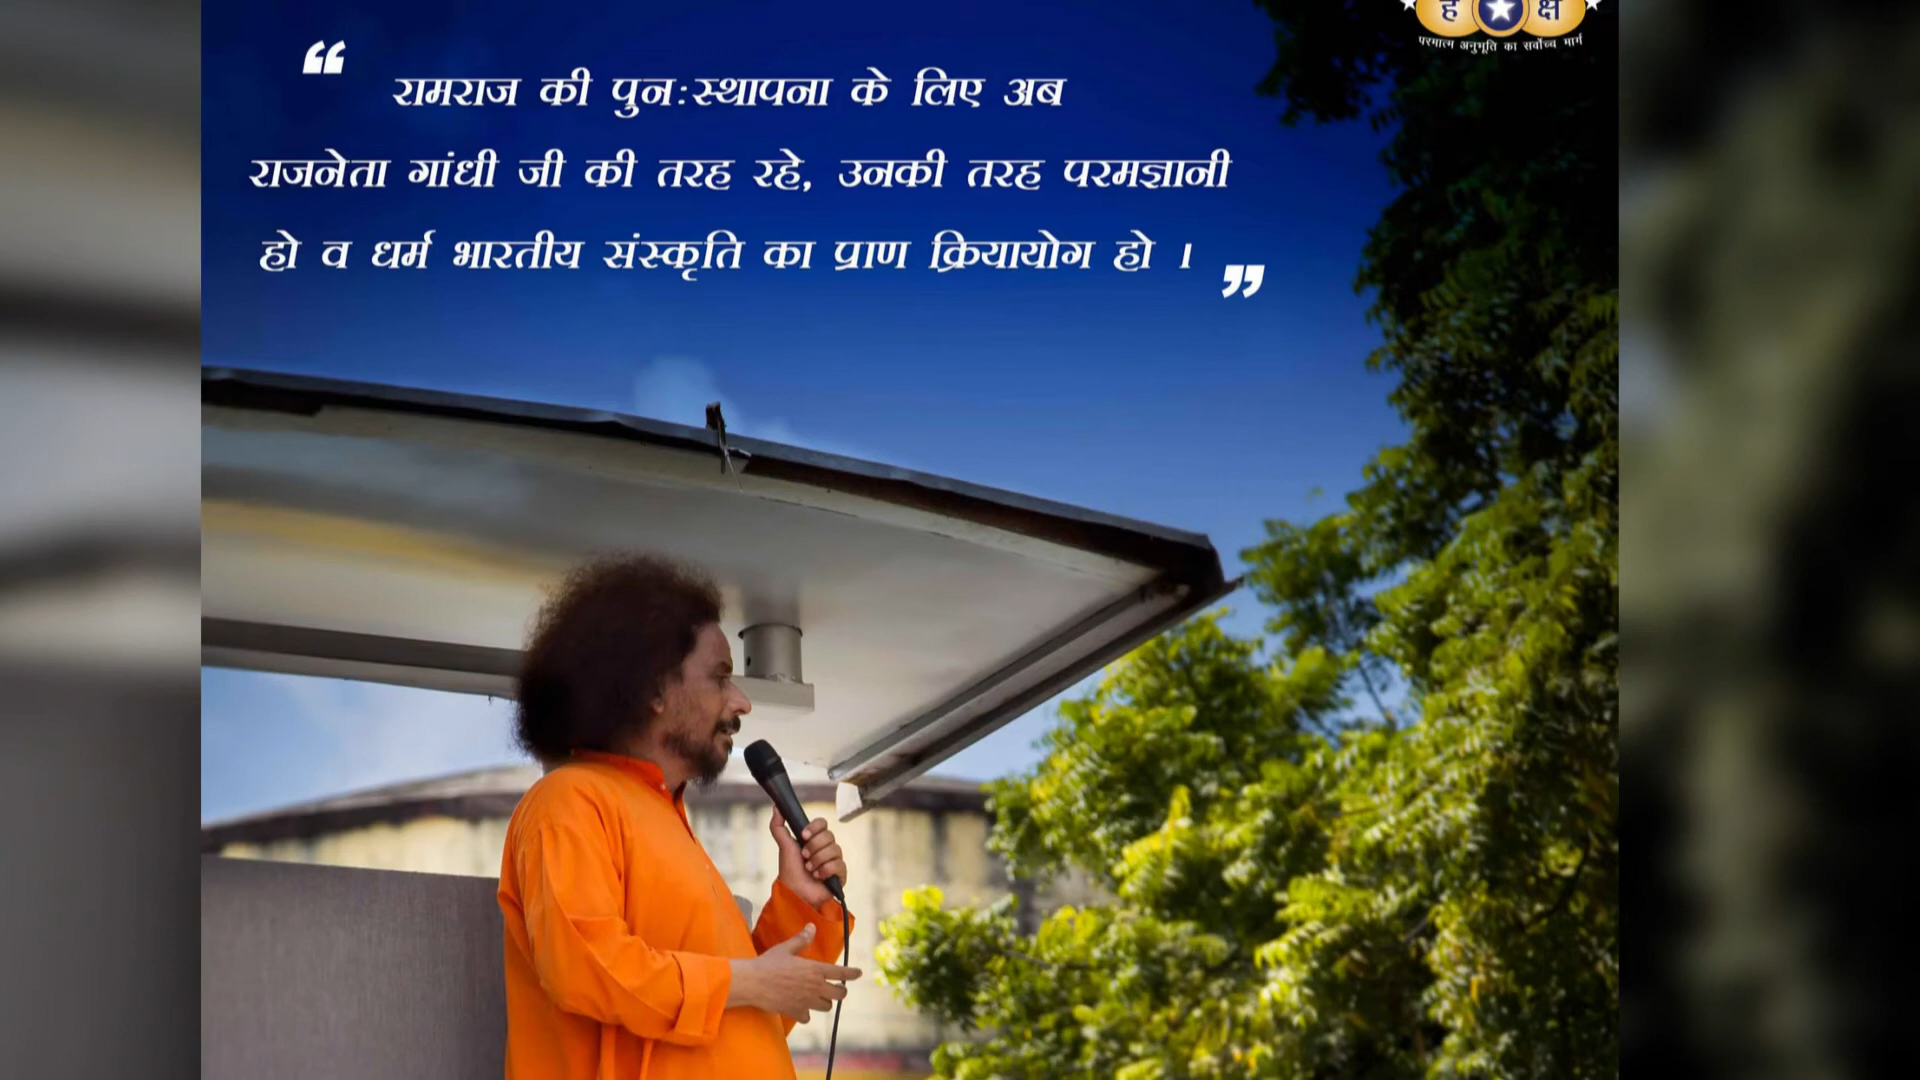 ह क्ष
परमात्म अनुभूति का सर्वोच्च मार्ग
“ रामराज की पुनःस्थापना के लिए अब
राजनेता गांधी जी की तरह रहे, उनकी तरह परमज्ञानी
हो व धर्म भारतीय संस्कृति का प्राण क्रियायोग हो । ”